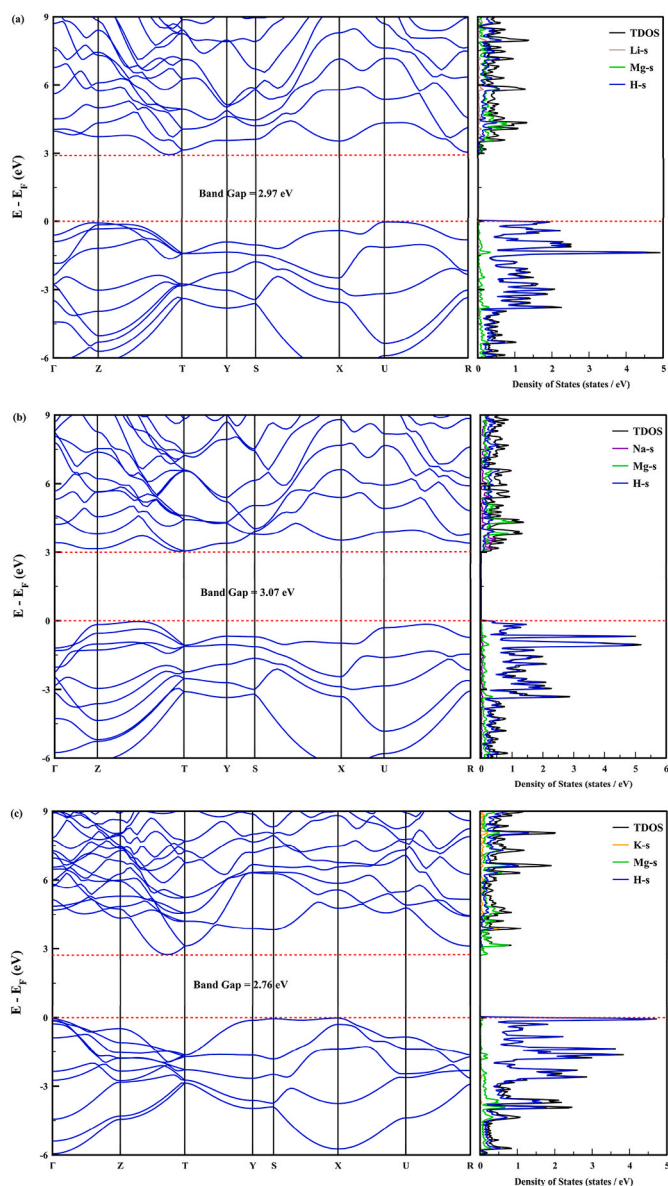 (a)
9
6
3
0
-3
-6
E - E_F (eV)
Band Gap = 2.97 eV
Γ Z T Y S X U R
TDOS
Li-s
Mg-s
H-s
0 1 2 3 4 5
Density of States (states / eV)
(b)
9
6
3
0
-3
-6
E - E_F (eV)
Band Gap = 3.07 eV
Γ Z T Y S X U R
TDOS
Na-s
Mg-s
H-s
0 1 2 3 4 5 6
Density of States (states / eV)
(c)
9
6
3
0
-3
-6
E - E_F (eV)
Band Gap = 2.76 eV
Γ Z T Y S X U R
TDOS
K-s
Mg-s
H-s
0 1 2 3 4 5
Density of States (states / eV)